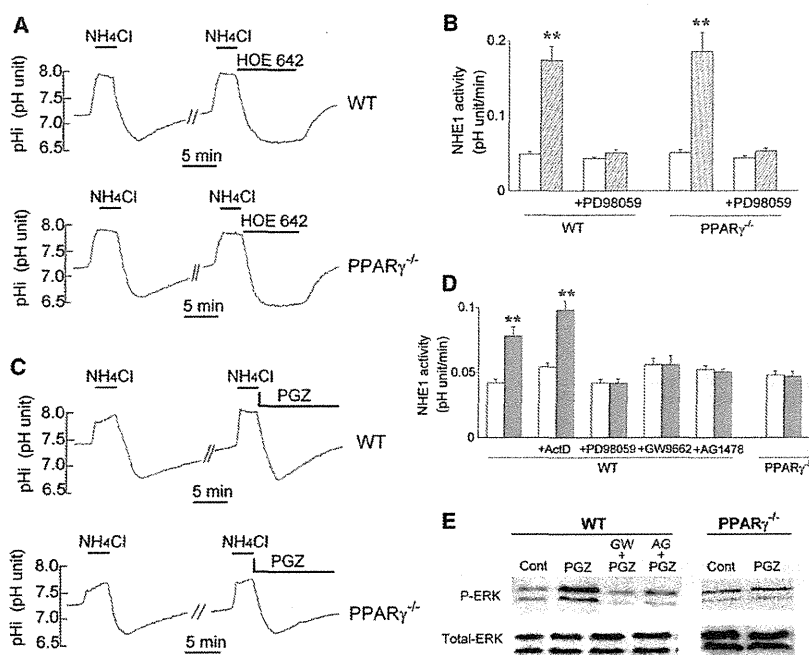 A
NH4Cl
NH4Cl
HOE 642
8.0
7.0
6.5
pHi (pH unit)
//
WT
5 min
NH4Cl
NH4Cl
HOE 642
8.0
7.5
7.0
6.5
pHi (pH unit)
//
PPARγ-/-
5 min
B
0.2
0.1
0
NHE1 activity
(pH unit/min)
**
**
+PD98059
+PD98059
WT
PPARγ-/-
C
NH4Cl
NH4Cl
PGZ
8.0
7.5
7.0
6.5
pHi (pH unit)
//
WT
5 min
NH4Cl
NH4Cl
PGZ
8.0
7.5
7.0
6.5
pHi (pH unit)
//
PPARγ-/-
5 min
D
0.1
0.05
0
NHE1 activity
(pH unit/min)
**
**
+ActD +PD98059 +GW9662 +AG1478
WT
E
WT
PPARγ-/-
Cont PGZ GW + PGZ AG + PGZ
Cont PGZ
P-ERK
Total-ERK